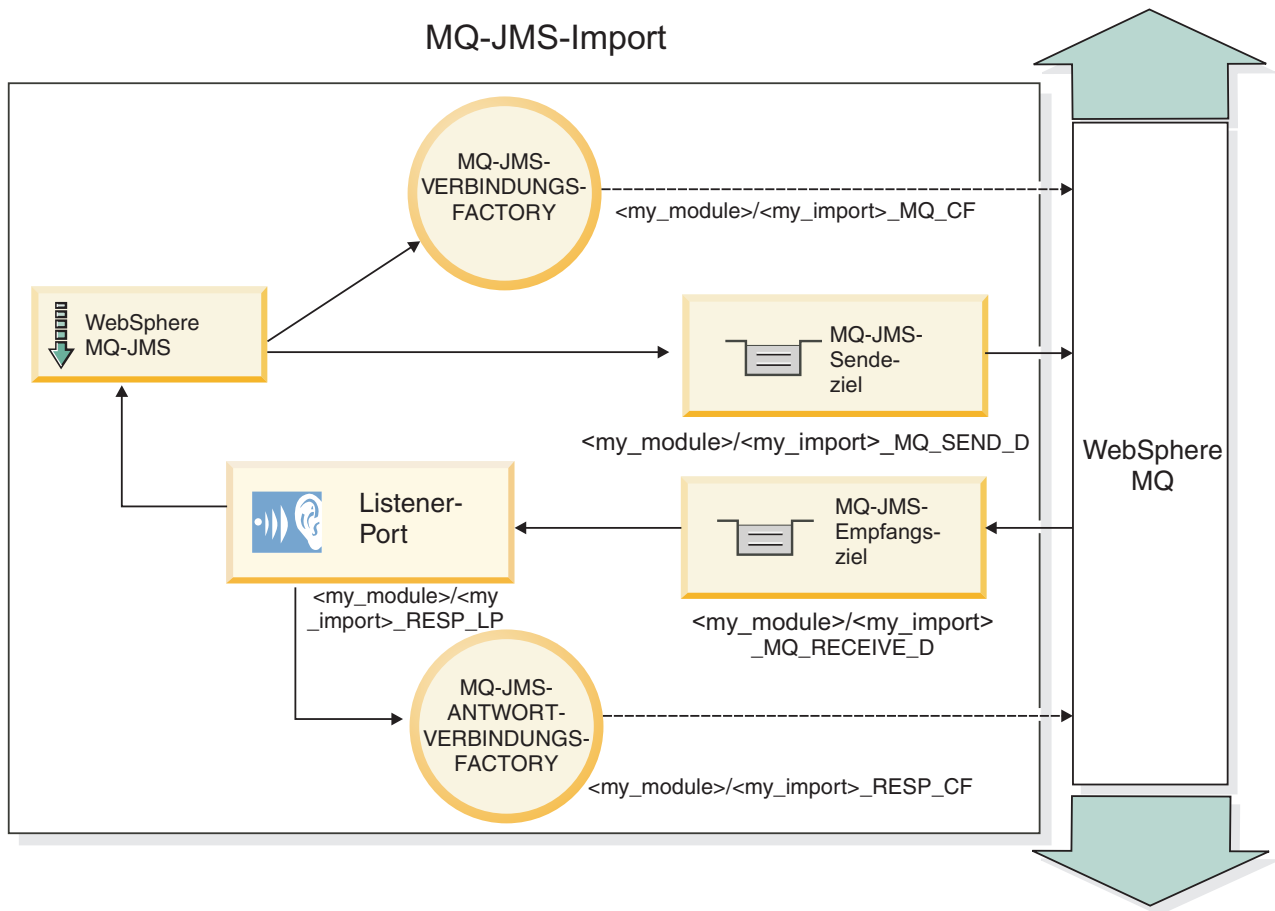 MQ-JMS-Import
MQ-JMS-
VERBINDUNGS-
FACTORY
<my_module>/<my_import>_MQ_CF
WebSphere
MQ-JMS
MQ-JMS-
Sende-
ziel
<my_module>/<my_import>_MQ_SEND_D
WebSphere
MQ
Listener-
Port
<my_module>/<my
_import>_RESP_LP
MQ-JMS-
Empfangs-
ziel
<my_module>/<my_import>
_MQ_RECEIVE_D
MQ-JMS-
ANTWORT-
VERBINDUNGS-
FACTORY
<my_module>/<my_import>_RESP_CF